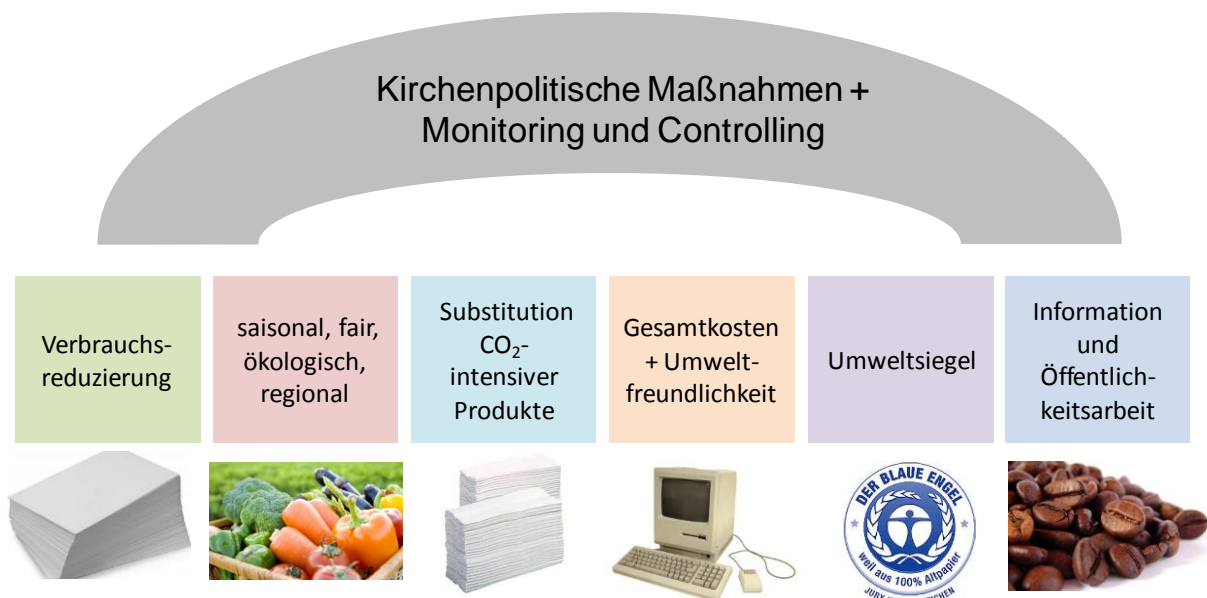 Kirchenpolitische Maßnahmen +
Monitoring und Controlling
Verbrauchs-
reduzierung
saisonal, fair,
ökologisch,
regional
Substitution
CO₂-
intensiver
Produkte
Gesamtkosten
+ Umwelt-
freundlichkeit
Umweltsiegel
Information
und
Öffentlich-
keitsarbeit
DER BLAUE ENGEL
weil aus 100% Altpapier
JURY